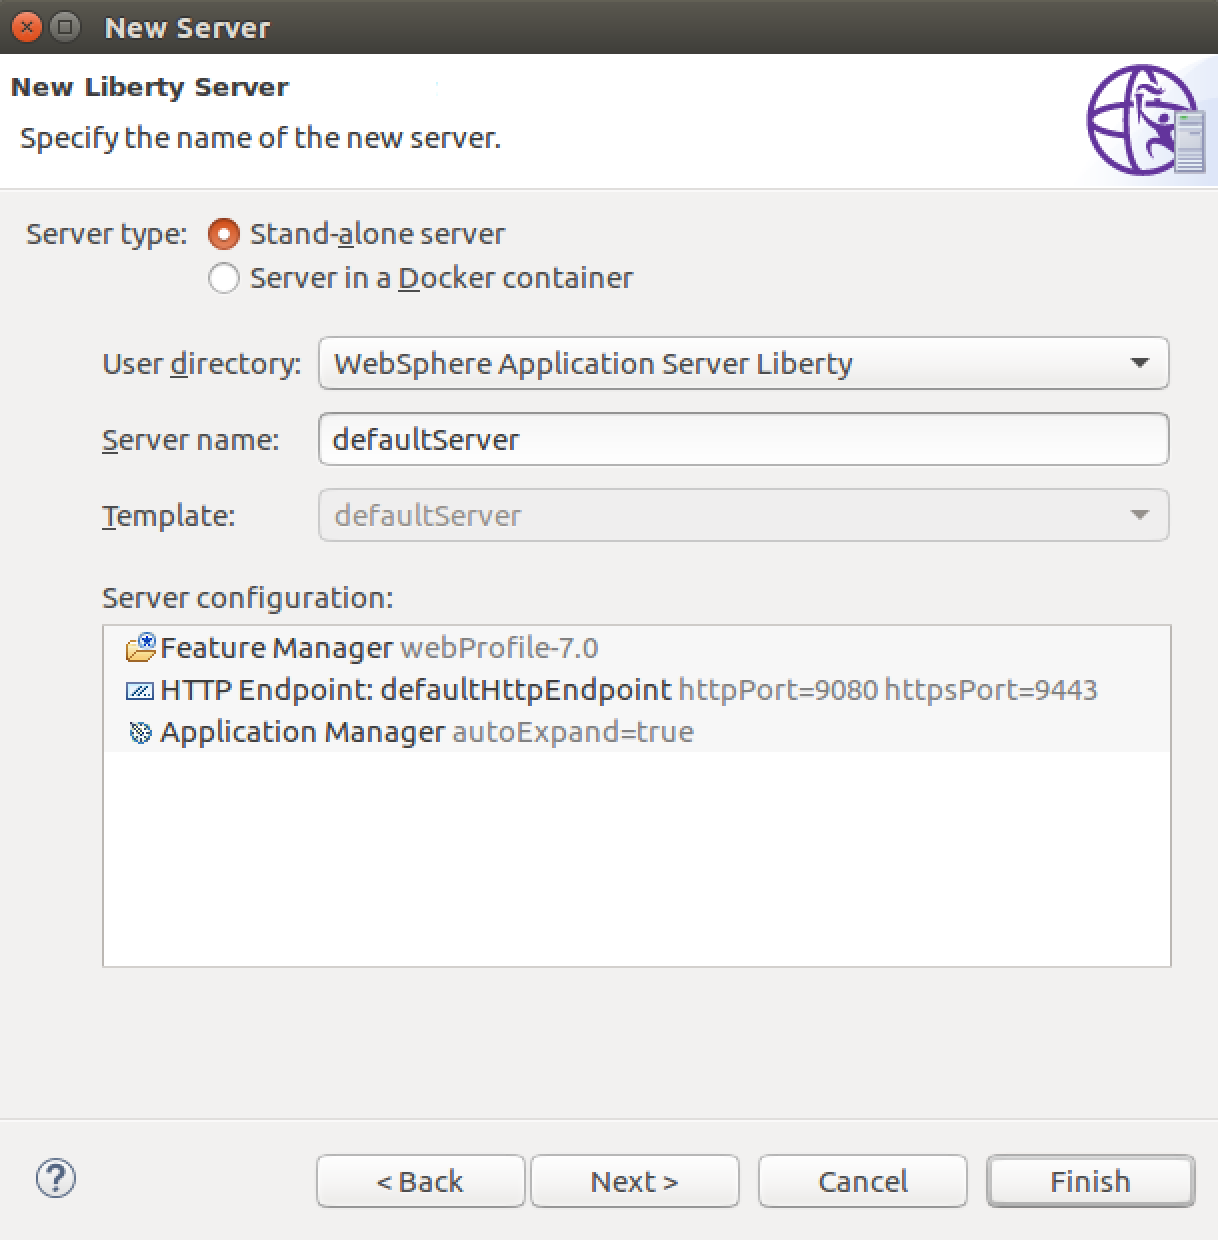 New Server
New Liberty Server
Specify the name of the new server.
Server type: Stand-alone server
Server in a Docker container
User directory: WebSphere Application Server Liberty
Server name: defaultServer
Template: defaultServer
Server configuration:
Feature Manager webProfile-7.0
HTTP Endpoint: defaultHttpEndpoint httpPort=9080 httpsPort=9443
Application Manager autoExpand=true
? < Back Next > Cancel Finish